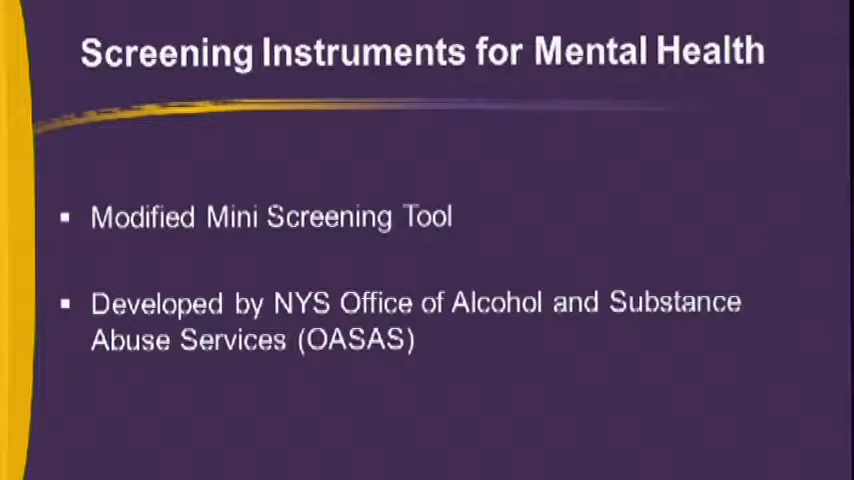 Screening Instruments for Mental Health
▪ Modified Mini Screening Tool
▪ Developed by NYS Office of Alcohol and Substance
Abuse Services (OASAS)